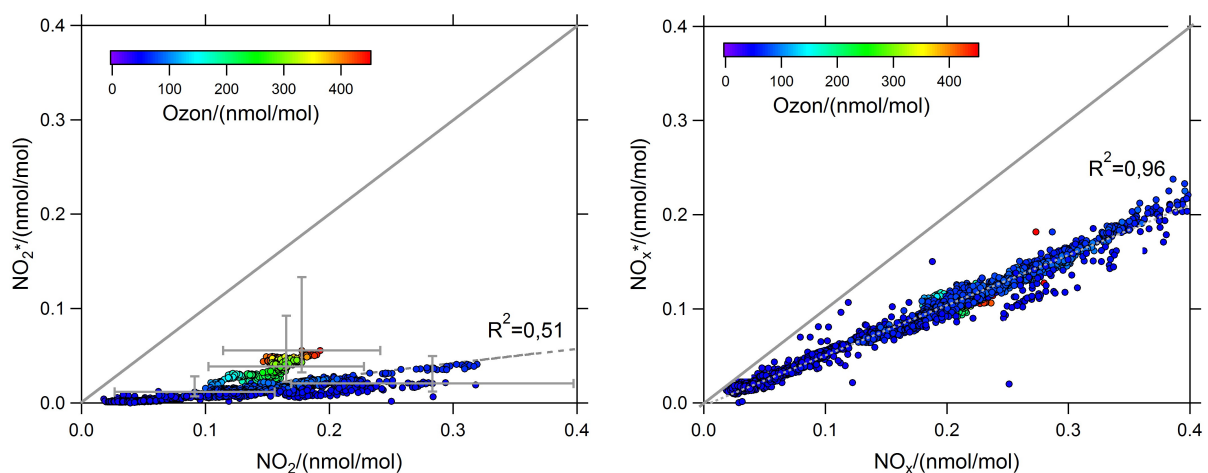 0.4
0.3
0.2
0.1
0.0
NO2*/(nmol/mol)
0 100 200 300 400
Ozon/(nmol/mol)
R2=0,51
0.0 0.1 0.2 0.3 0.4
NO2/(nmol/mol)
0.4
0.3
0.2
0.1
0.0
NOx*/(nmol/mol)
0 100 200 300 400
Ozon/(nmol/mol)
R2=0,96
0.0 0.1 0.2 0.3 0.4
NOx/(nmol/mol)